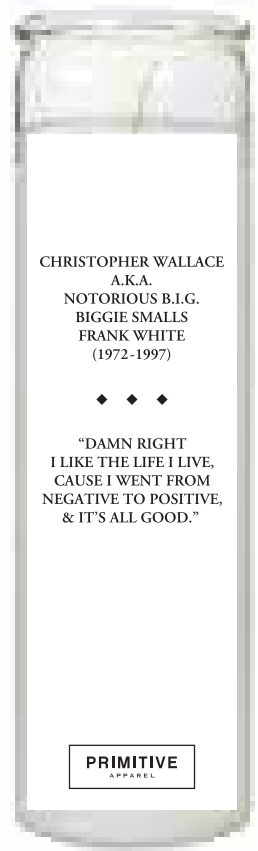 CHRISTOPHER WALLACE
A.K.A.
NOTORIOUS B.I.G.
BIGGIE SMALLS
FRANK WHITE
(1972-1997)
“DAMN RIGHT
I LIKE THE LIFE I LIVE,
CAUSE I WENT FROM
NEGATIVE TO POSITIVE,
& IT’S ALL GOOD.”
PRIMITIVE
APPAREL